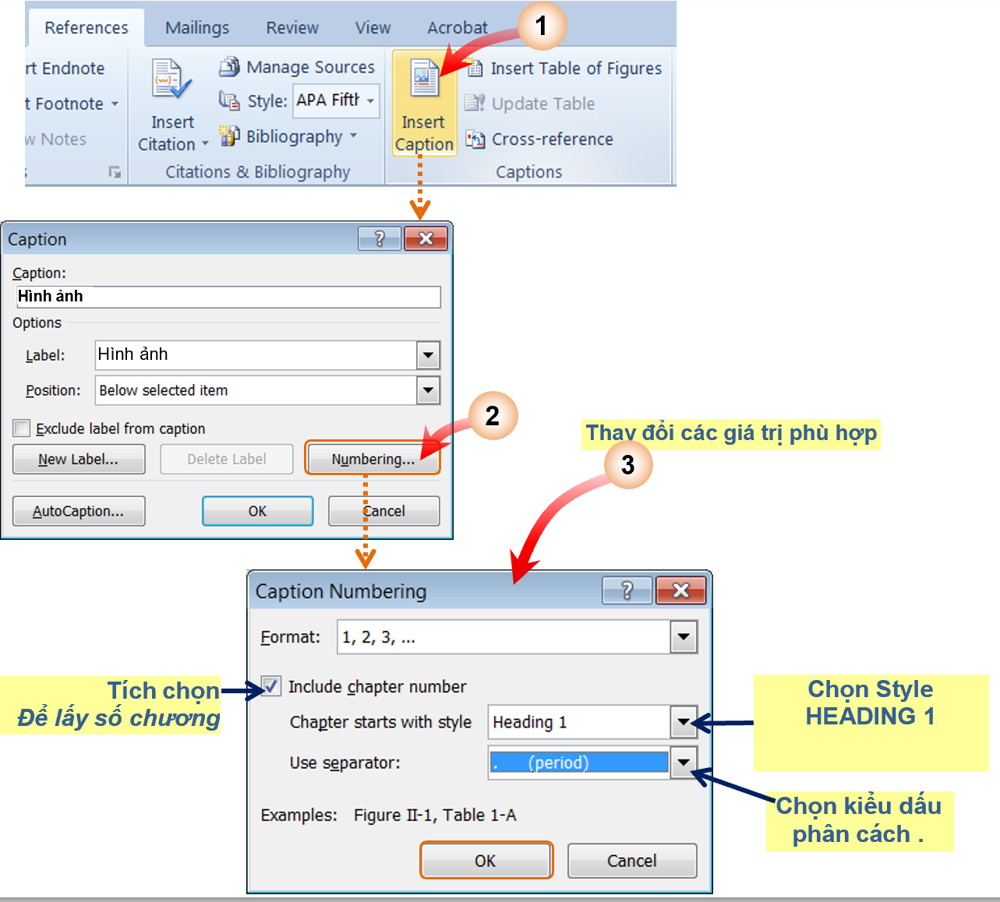 References Mailings Review View Acrobat 1
rt Endnote
t Footnote
w Notes
Insert
Citation
Manage Sources
Style: APA Fifth
Bibliography
Citations & Bibliography
Insert
Caption
Insert Table of Figures
Update Table
Cross-reference
Captions
Caption
Caption:
Hình ảnh
Options
Label: Hình ảnh
Position: Below selected item
Exclude label from caption
New Label... Delete Label Numbering...
AutoCaption... OK Cancel
2
Thay đổi các giá trị phù hợp
3
Caption Numbering
Format: 1, 2, 3, ...
Include chapter number
Chapter starts with style Heading 1
Use separator: . (period)
Examples: Figure II-1, Table 1-A
OK Cancel
Tích chọn
Để lấy số chương
Chọn Style
HEADING 1
Chọn kiểu dấu
phân cách .